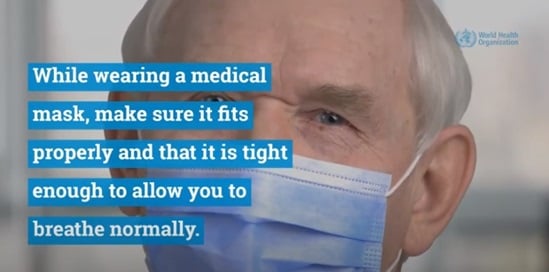 World Health
Organization
While wearing a medical
mask, make sure it fits
properly and that it is tight
enough to allow you to
breathe normally.